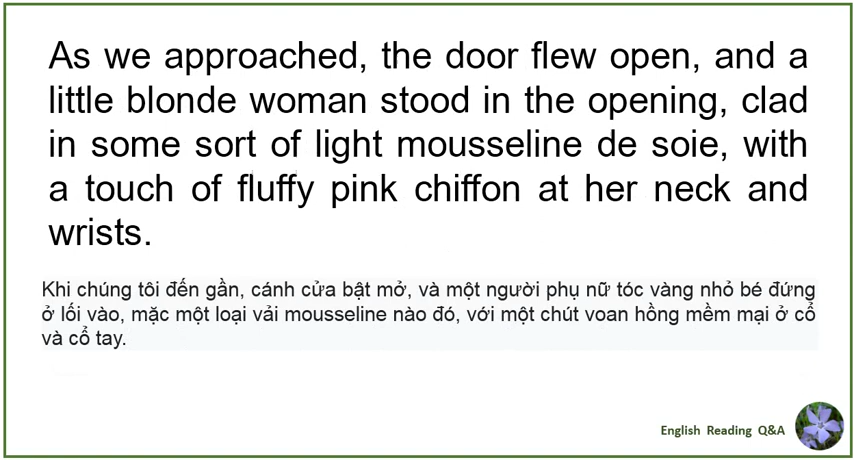 As we approached, the door flew open, and a
little blonde woman stood in the opening, clad
in some sort of light mousseline de soie, with
a touch of fluffy pink chiffon at her neck and
wrists.
Khi chúng tôi đến gần, cánh cửa bật mở, và một người phụ nữ tóc vàng nhỏ bé đứng
ở lối vào, mặc một loại vải mousseline nào đó, với một chút voan hồng mềm mại ở cổ
và cổ tay.
English Reading Q&A